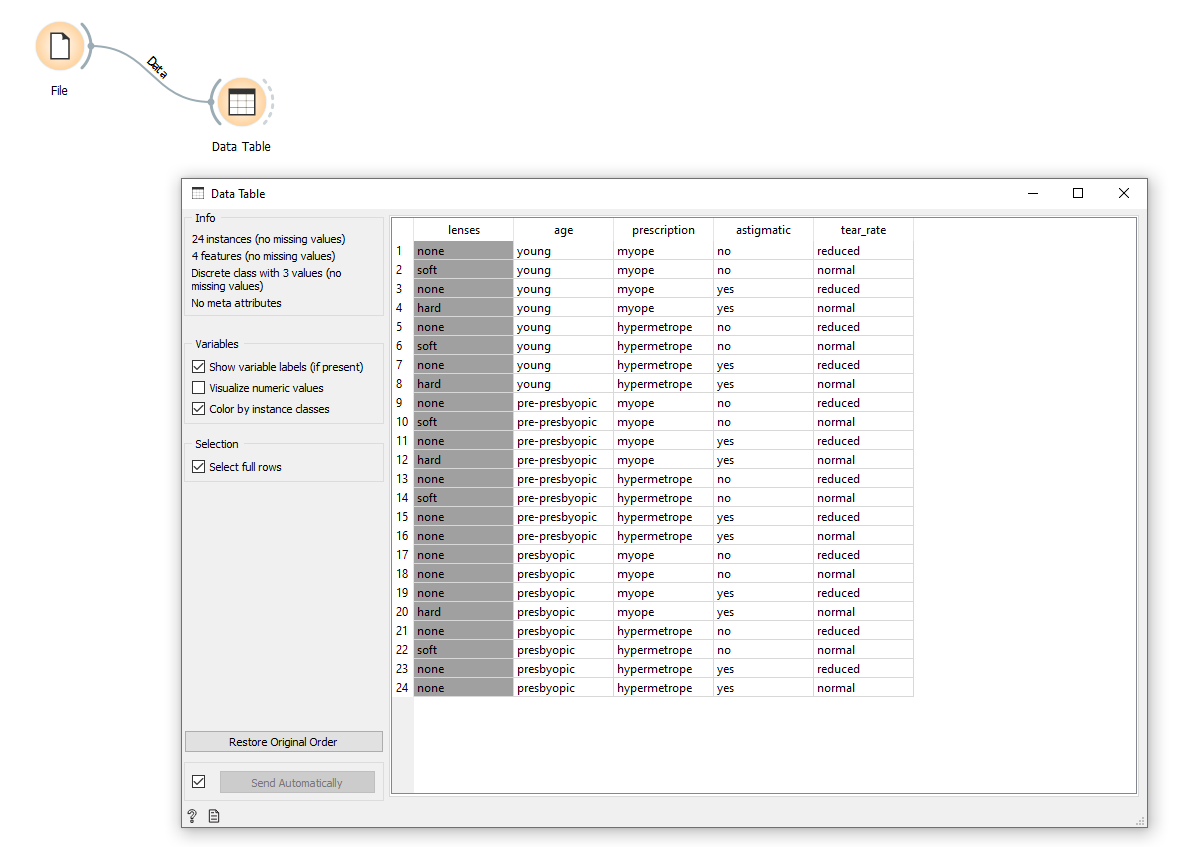 File
Data
Data Table
Data Table
Info
24 instances (no missing values)
4 features (no missing values)
Discrete class with 3 values (no
missing values)
No meta attributes
Variables
Show variable labels (if present)
Visualize numeric values
Color by instance classes
Selection
Select full rows
Restore Original Order
Send Automatically
lenses age prescription astigmatic tear_rate
1 none young myope no reduced
2 soft young myope no normal
3 none young myope yes reduced
4 hard young myope yes normal
5 none young hypermetrope no reduced
6 soft young hypermetrope no normal
7 none young hypermetrope yes reduced
8 hard young hypermetrope yes normal
9 none pre-presbyopic myope no reduced
10 soft pre-presbyopic myope no normal
11 none pre-presbyopic myope yes reduced
12 hard pre-presbyopic myope yes normal
13 none pre-presbyopic hypermetrope no reduced
14 soft pre-presbyopic hypermetrope no normal
15 none pre-presbyopic hypermetrope yes reduced
16 none pre-presbyopic hypermetrope yes normal
17 none presbyopic myope no reduced
18 none presbyopic myope no normal
19 none presbyopic myope yes reduced
20 hard presbyopic myope yes normal
21 none presbyopic hypermetrope no reduced
22 soft presbyopic hypermetrope no normal
23 none presbyopic hypermetrope yes reduced
24 none presbyopic hypermetrope yes normal
?